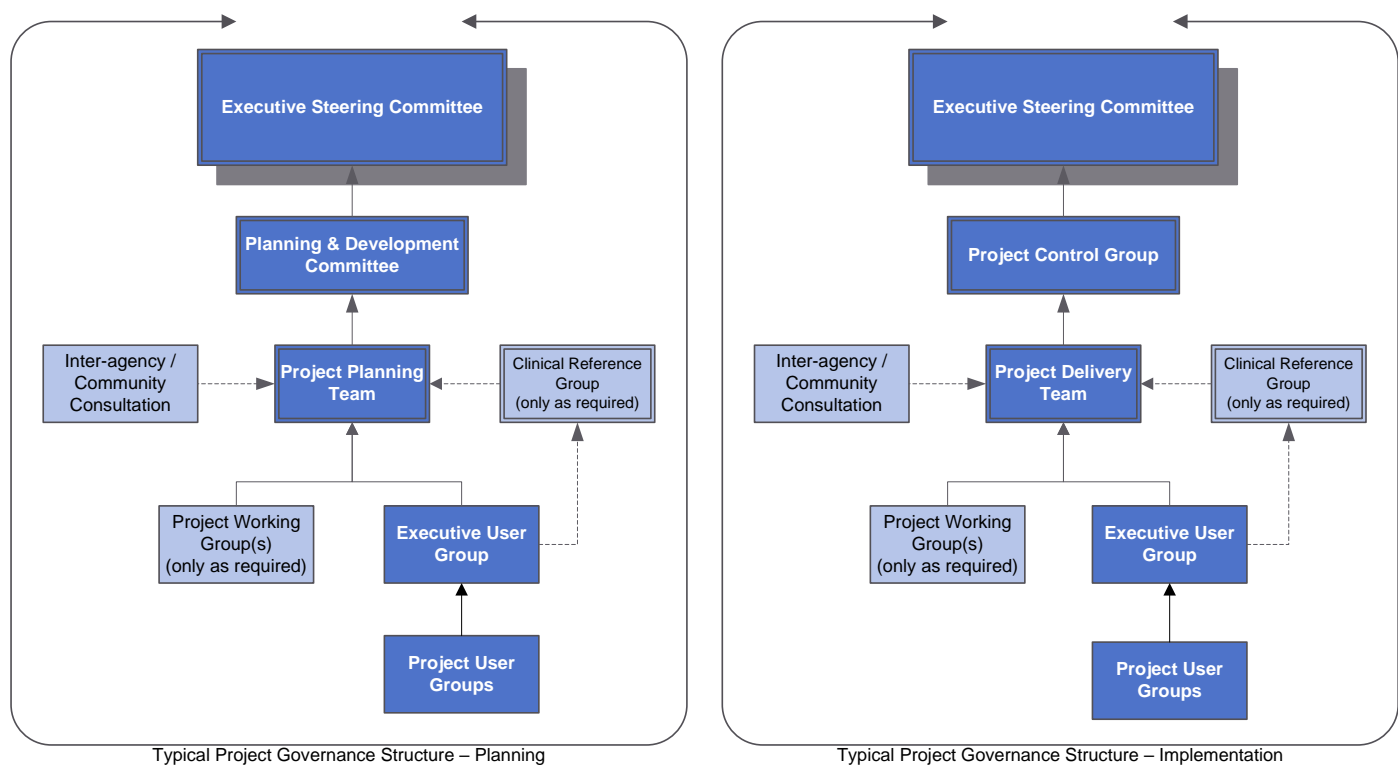 Executive Steering Committee
Planning & Development
Committee
Inter-agency /
Community
Consultation
Project Planning
Team
Clinical Reference
Group
(only as required)
Project Working
Group(s)
(only as required)
Executive User
Group
Project User
Groups
Typical Project Governance Structure – Planning
Executive Steering Committee
Project Control Group
Inter-agency /
Community
Consultation
Project Delivery
Team
Clinical Reference
Group
(only as required)
Project Working
Group(s)
(only as required)
Executive User
Group
Project User
Groups
Typical Project Governance Structure – Implementation